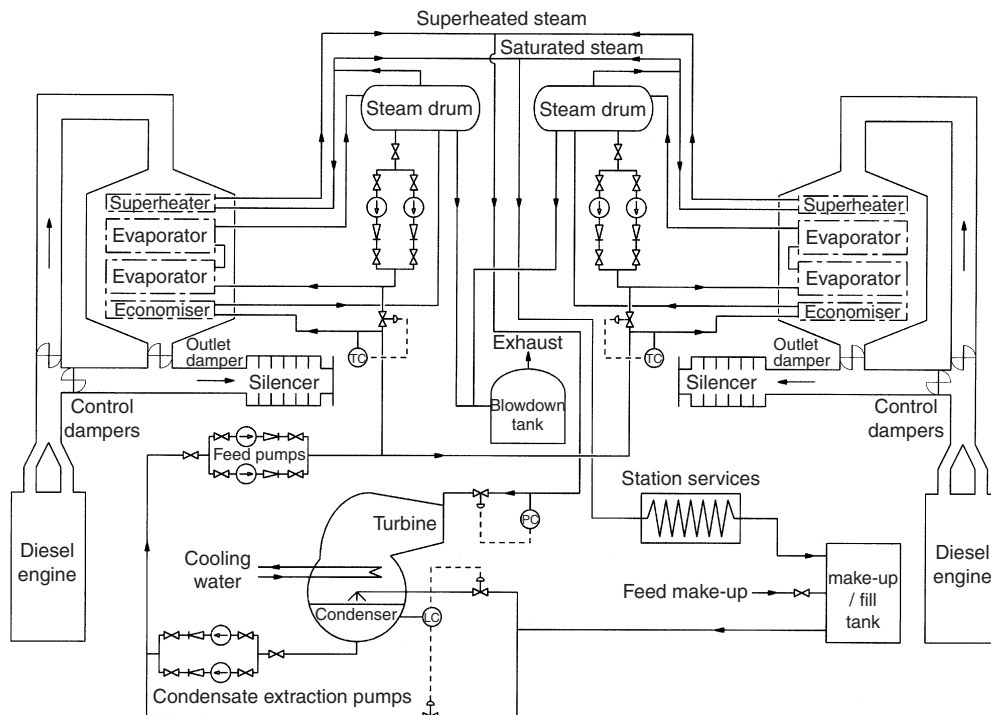 Superheated steam
Saturated steam
Steam drum
Steam drum
Superheater
Evaporator
Evaporator
Economiser
Superheater
Evaporator
Evaporator
Economiser
Outlet
damper
TC
Exhaust
TC
Outlet
damper
Silencer
Blowdown
tank
Silencer
Control
dampers
Control
dampers
Feed pumps
Station services
Turbine
PC
Diesel
engine
Cooling
water
Condenser
LC
Feed make-up
make-up
/ fill
tank
Diesel
engine
Condensate extraction pumps